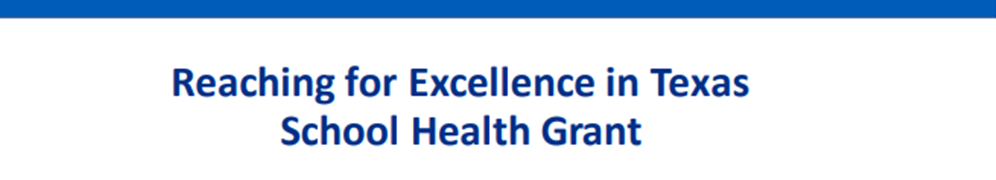 Reaching for Excellence in Texas
School Health Grant